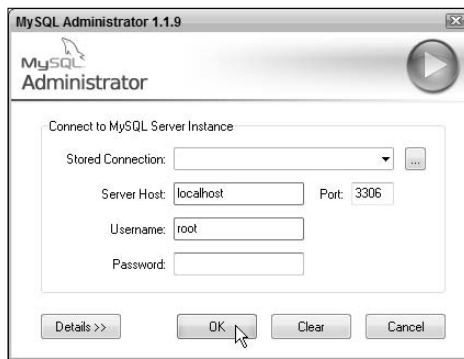 MySQL Administrator 1.1.9
MySQL
Administrator
Connect to MySQL Server Instance
Stored Connection: ...
Server Host: localhost Port: 3306
Username: root
Password:
Details >> OK Clear Cancel